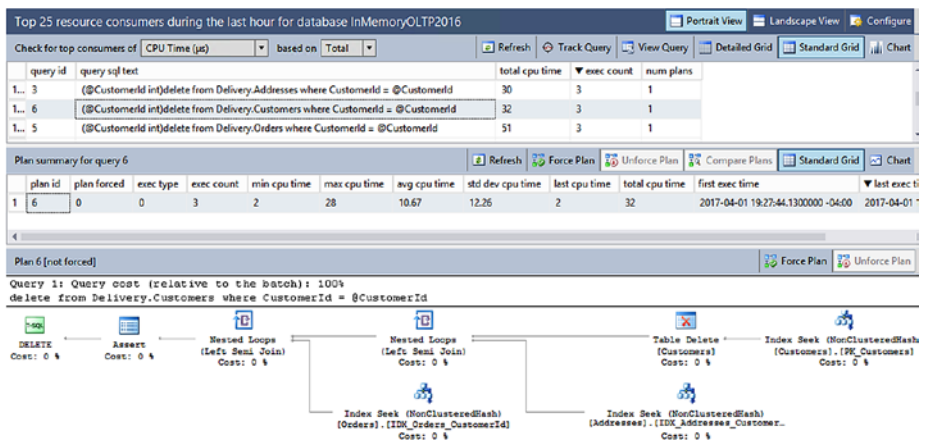 Top 25 resource consumers during the last hour for database InMemoryOLTP2016 Portrait View Landscape View Configure
Check for top consumers of CPU Time (µs) based on Total Refresh Track Query View Query Detailed Grid Standard Grid Chart
query id query sql text total cpu time ▼ exec count num plans
1... 3 (@CustomerId int)delete from Delivery.Addresses where CustomerId = @CustomerId 30 3 1
1... 6 (@CustomerId int)delete from Delivery.Customers where CustomerId = @CustomerId 32 3 1
1... 5 (@CustomerId int)delete from Delivery.Orders where CustomerId = @CustomerId 51 3 1
Plan summary for query 6 Refresh Force Plan Unforce Plan Compare Plans Standard Grid Chart
plan id plan forced exec type exec count min cpu time max cpu time avg cpu time std dev cpu time last cpu time total cpu time first exec time ▼ last exec ti
1 6 0 0 3 2 28 10.67 12.26 2 32 2017-04-01 19:27:44.1300000 -04:00 2017-04-01
Plan 6 [not forced] Force Plan Unforce Plan
Query 1: Query cost (relative to the batch): 100%
delete from Delivery.Customers where CustomerId = @CustomerId
T-SQL
DELETE Assert Nested Loops Nested Loops Table Delete Index Seek (NonClusteredHash
Cost: 0 % Cost: 0 % (Left Semi Join) (Left Semi Join) [Customers] [Customers].[PK_Customers]
Cost: 0 % Cost: 0 % Cost: 0 % Cost: 0 %
Index Seek (NonClusteredHash) Index Seek (NonClusteredHash)
[Orders].[IDX_Orders_CustomerId] [Addresses].[IDX_Addresses_Customer...
Cost: 0 % Cost: 0 %